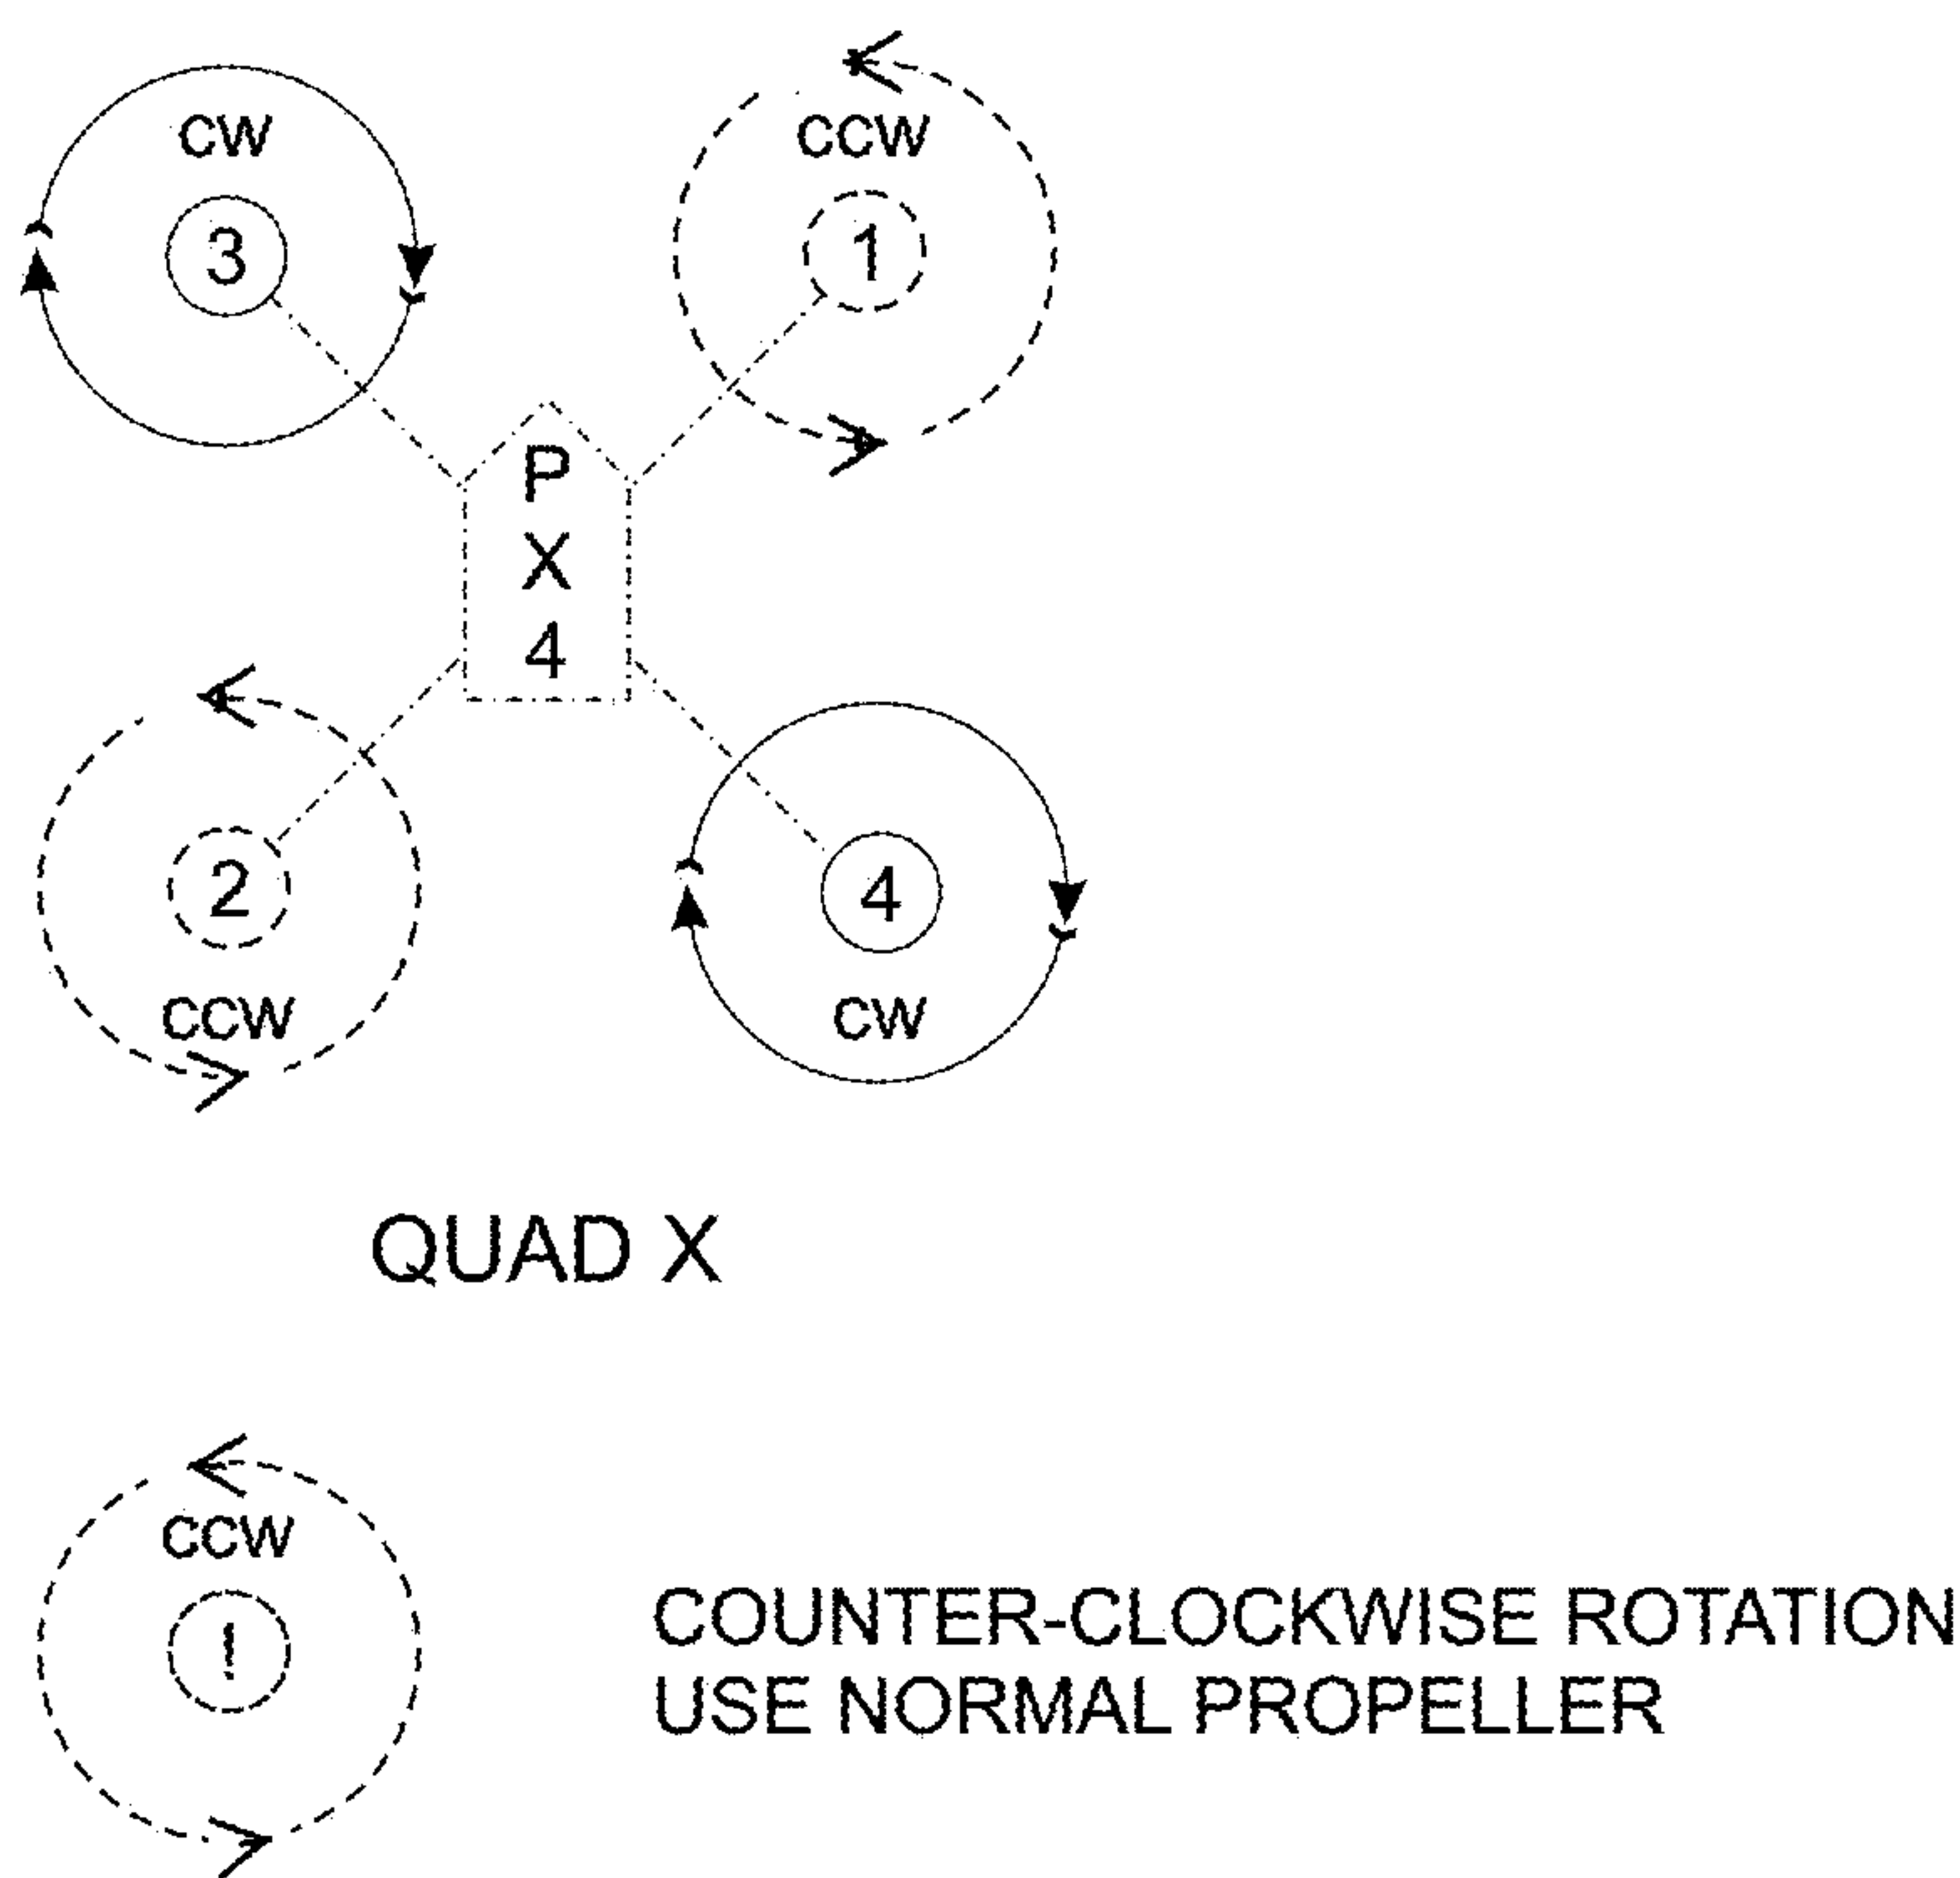 CW
CCW
3
1
P
X
4
2
4
CCW
CW
QUAD X
CCW
!
COUNTER-CLOCKWISE ROTATION
USE NORMAL PROPELLER